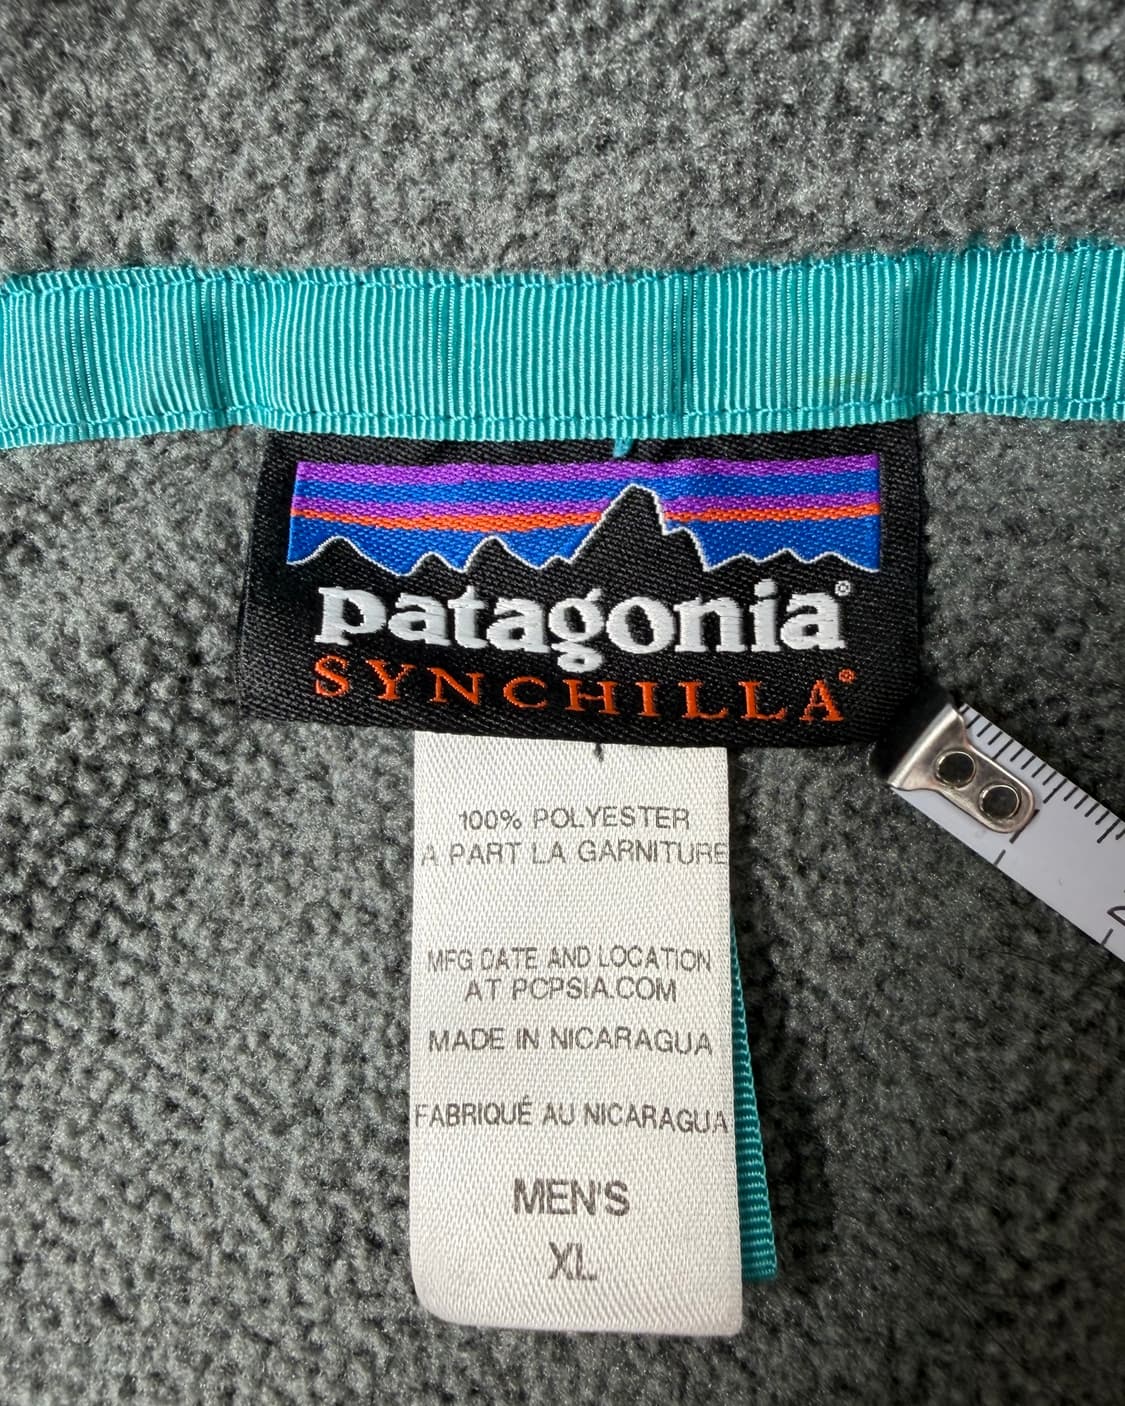 patagonia®
SYNCHILLA®
100% POLYESTER
A PART LA GARNITURE
MFG DATE AND LOCATION
AT PCPSIA.COM
MADE IN NICARAGUA
FABRIQUÉ AU NICARAGUA
MEN'S
XL